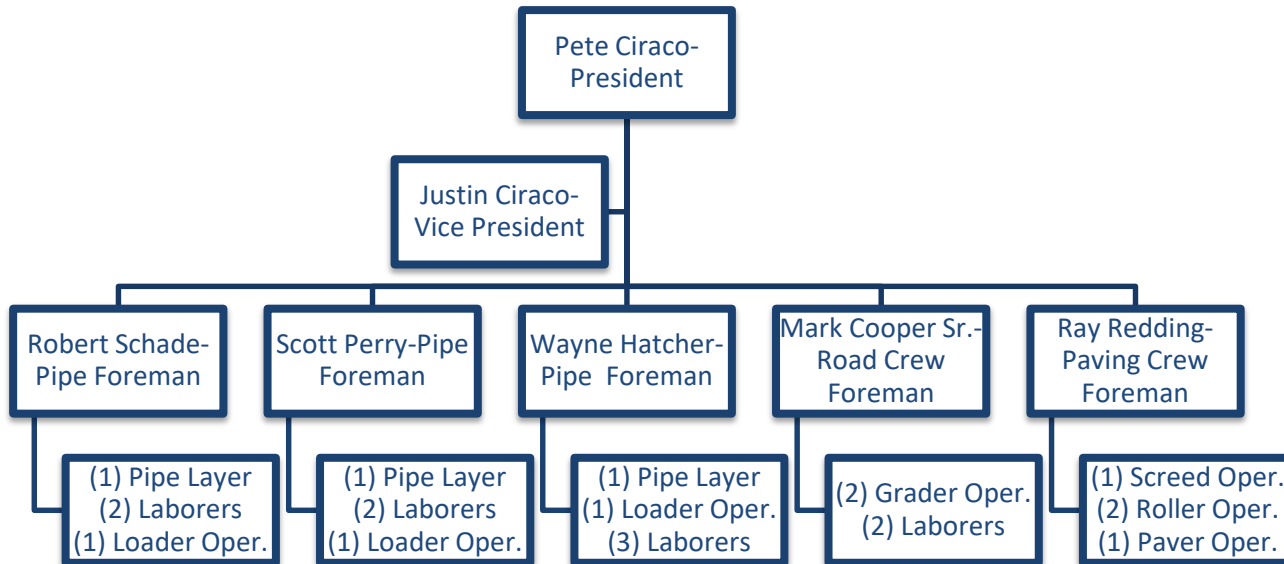 Pete Ciraco-
President
Justin Ciraco-
Vice President
Robert Schade-
Pipe Foreman
Scott Perry-Pipe
Foreman
Wayne Hatcher-
Pipe  Foreman
Mark Cooper Sr.-
Road Crew
Foreman
Ray Redding-
Paving Crew
Foreman
(1) Pipe Layer
(2) Laborers
(1) Loader Oper.
(1) Pipe Layer
(2) Laborers
(1) Loader Oper.
(1) Pipe Layer
(1) Loader Oper.
(3) Laborers
(2) Grader Oper.
(2) Laborers
(1) Screed Oper.
(2) Roller Oper.
(1) Paver Oper.